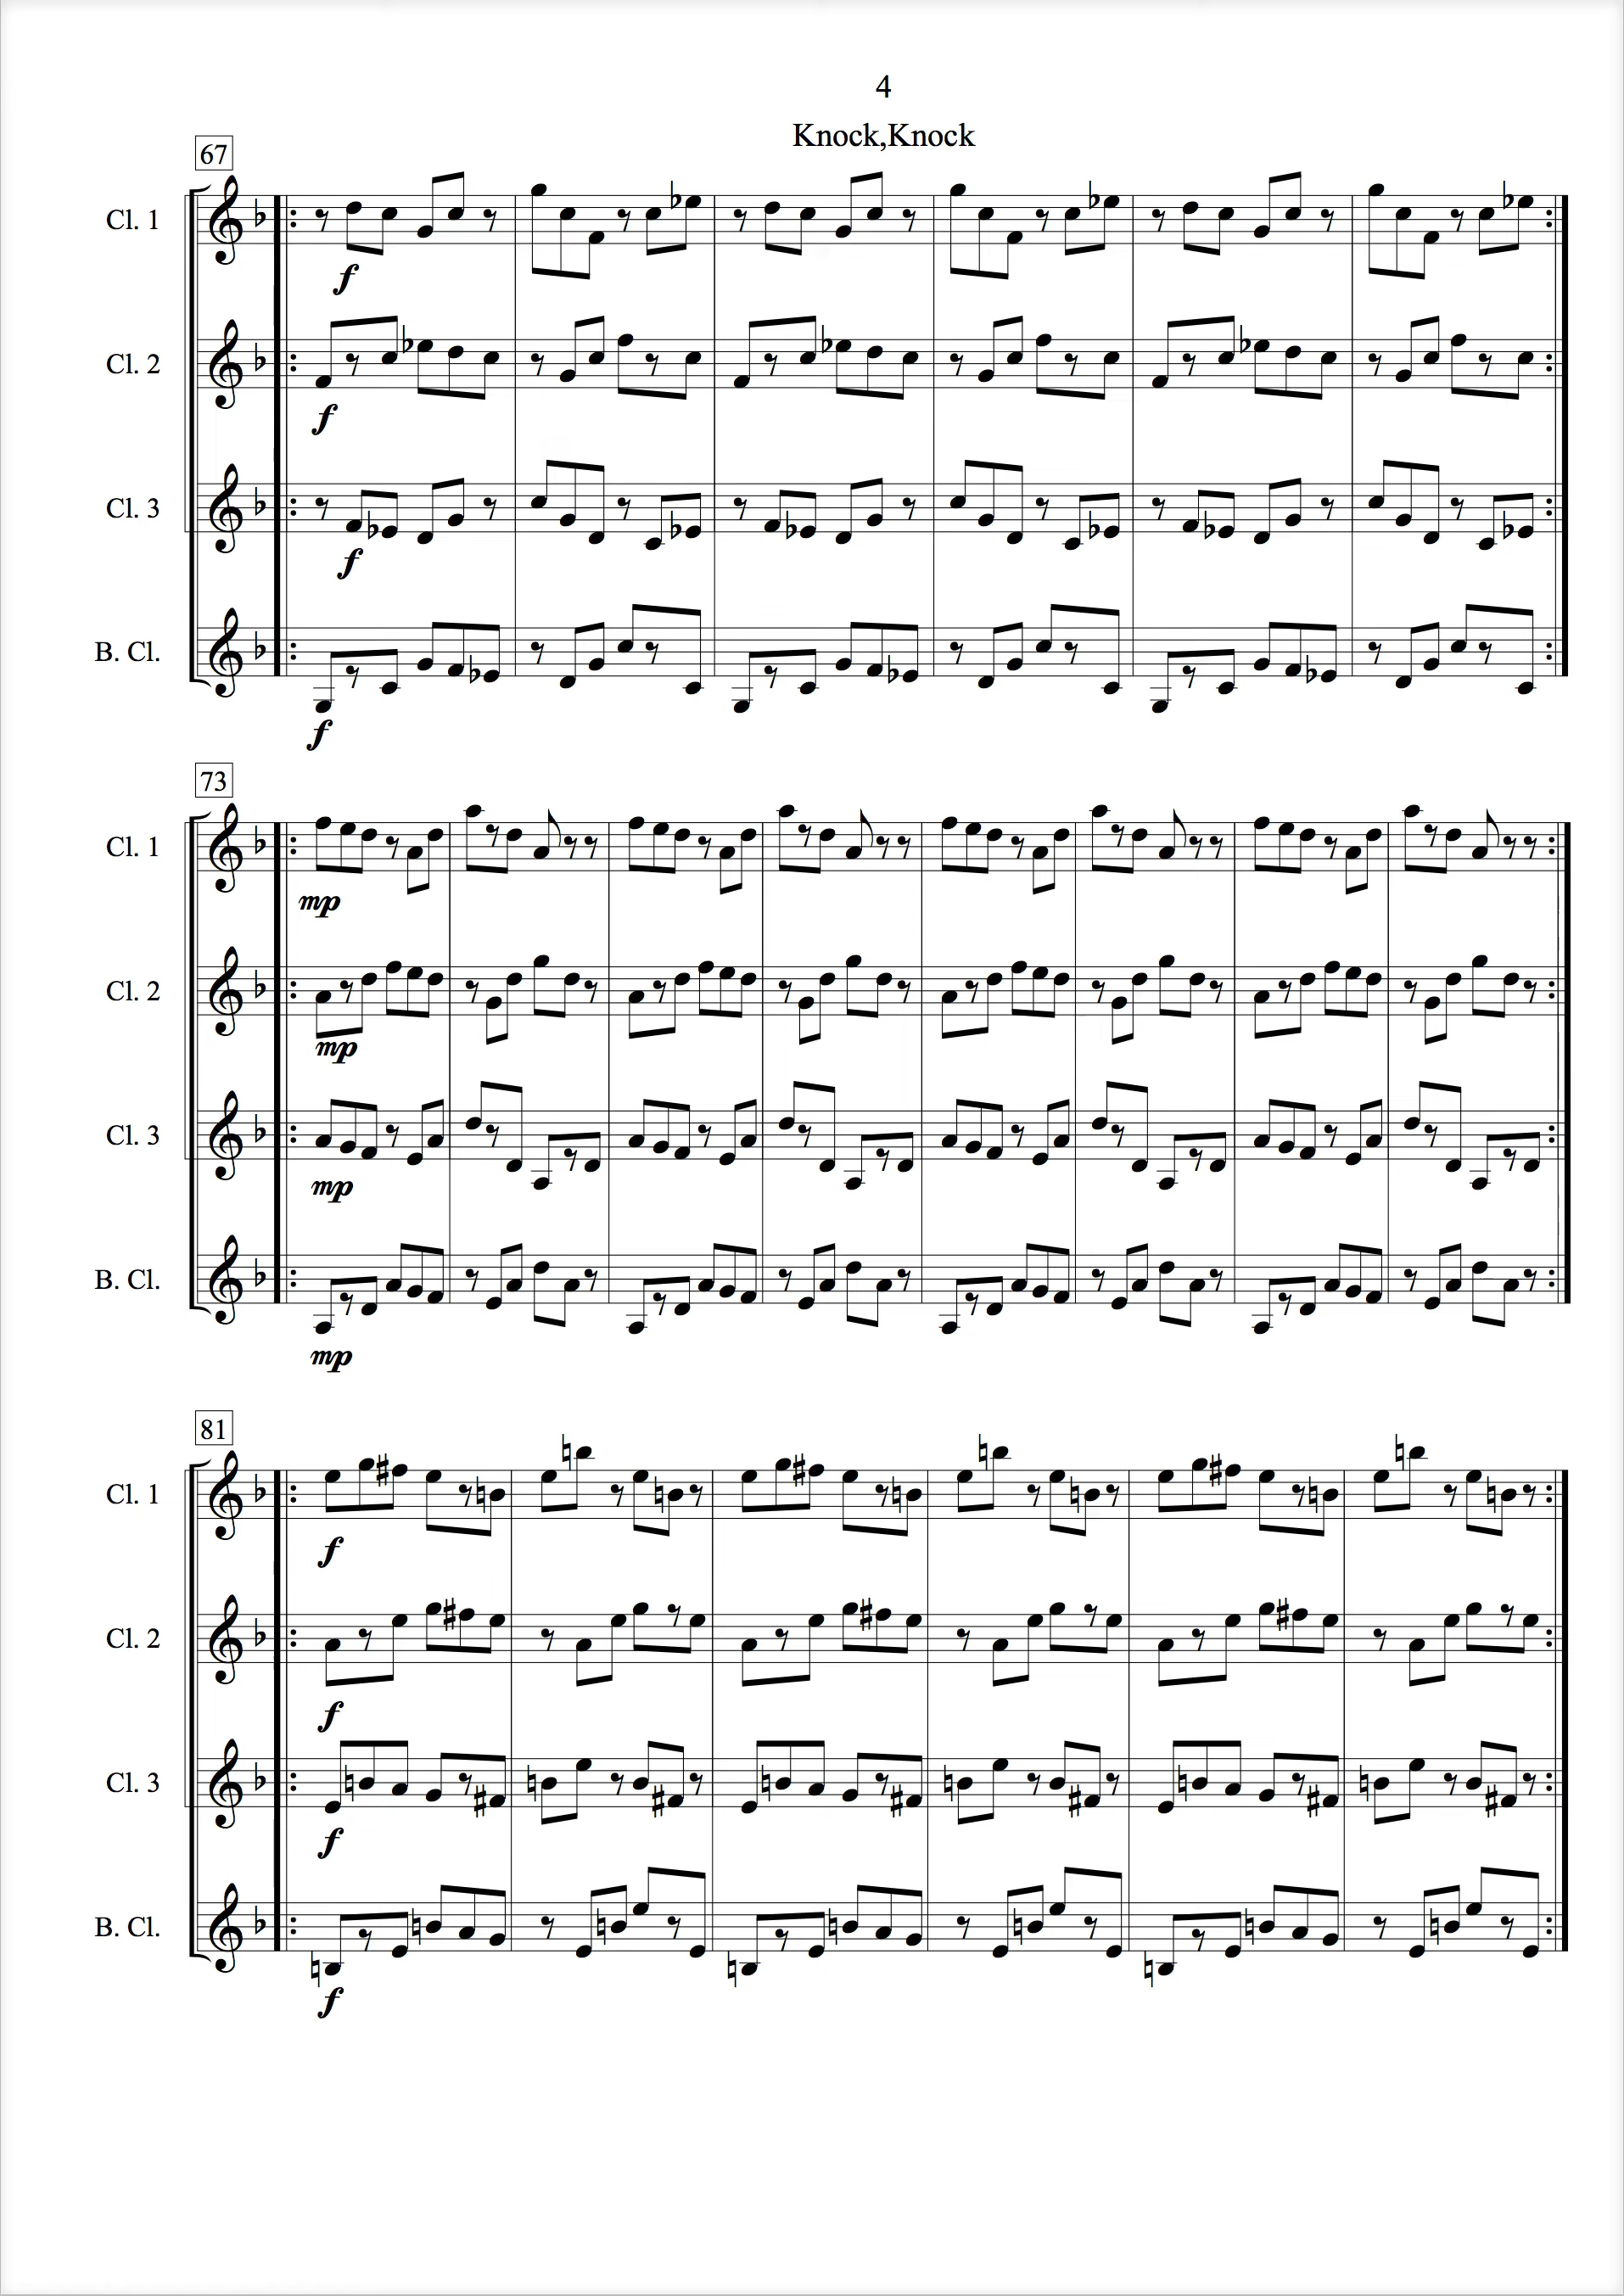 4
Knock,Knock
67
Cl. 1
f
Cl. 2
f
Cl. 3
f
B. Cl.
f
73
Cl. 1
mp
Cl. 2
mp
Cl. 3
mp
B. Cl.
mp
81
Cl. 1
f
Cl. 2
f
Cl. 3
f
B. Cl.
f